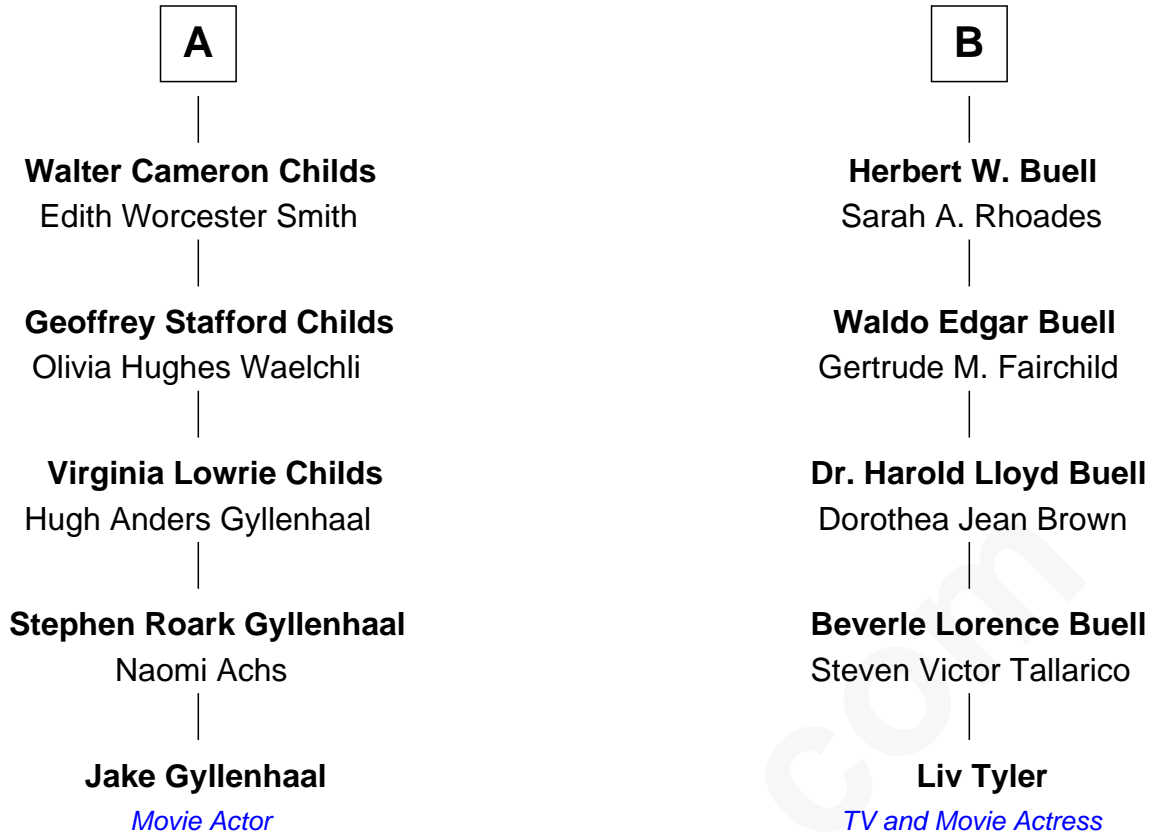 A
Walter Cameron Childs
Edith Worcester Smith
Geoffrey Stafford Childs
Olivia Hughes Waelchli
Virginia Lowrie Childs
Hugh Anders Gyllenhaal
Stephen Roark Gyllenhaal
Naomi Achs
Jake Gyllenhaal
Movie Actor
B
Herbert W. Buell
Sarah A. Rhoades
Waldo Edgar Buell
Gertrude M. Fairchild
Dr. Harold Lloyd Buell
Dorothea Jean Brown
Beverle Lorence Buell
Steven Victor Tallarico
Liv Tyler
TV and Movie Actress
com